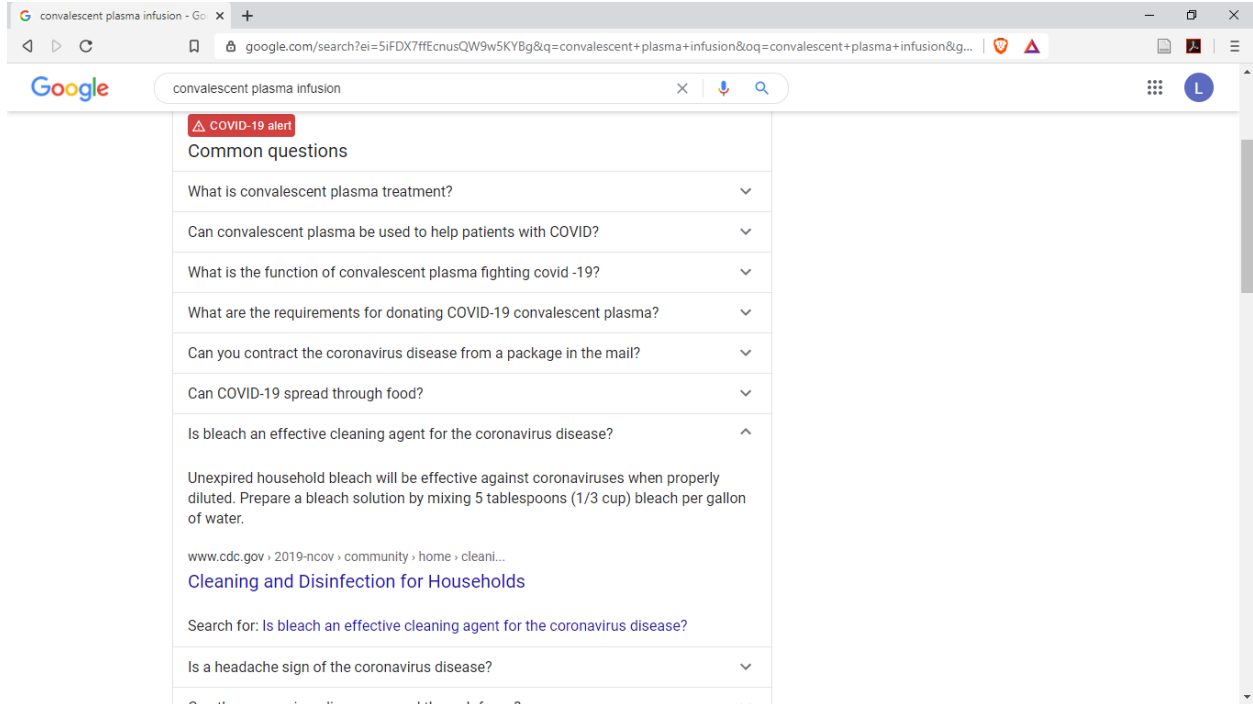 convalescent plasma infusion - Go
google.com/search?ei=5iFDX7ffEcnusQW9w5KYBg&q=convalescent+plasma+infusion&oq=convalescent+plasma+infusion&g...
Google
convalescent plasma infusion
L
COVID-19 alert
Common questions
What is convalescent plasma treatment?
Can convalescent plasma be used to help patients with COVID?
What is the function of convalescent plasma fighting covid -19?
What are the requirements for donating COVID-19 convalescent plasma?
Can you contract the coronavirus disease from a package in the mail?
Can COVID-19 spread through food?
Is bleach an effective cleaning agent for the coronavirus disease?
Unexpired household bleach will be effective against coronaviruses when properly
diluted. Prepare a bleach solution by mixing 5 tablespoons (1/3 cup) bleach per gallon
of water.
www.cdc.gov › 2019-ncov › community › home › cleani...
Cleaning and Disinfection for Households
Search for: Is bleach an effective cleaning agent for the coronavirus disease?
Is a headache sign of the coronavirus disease?